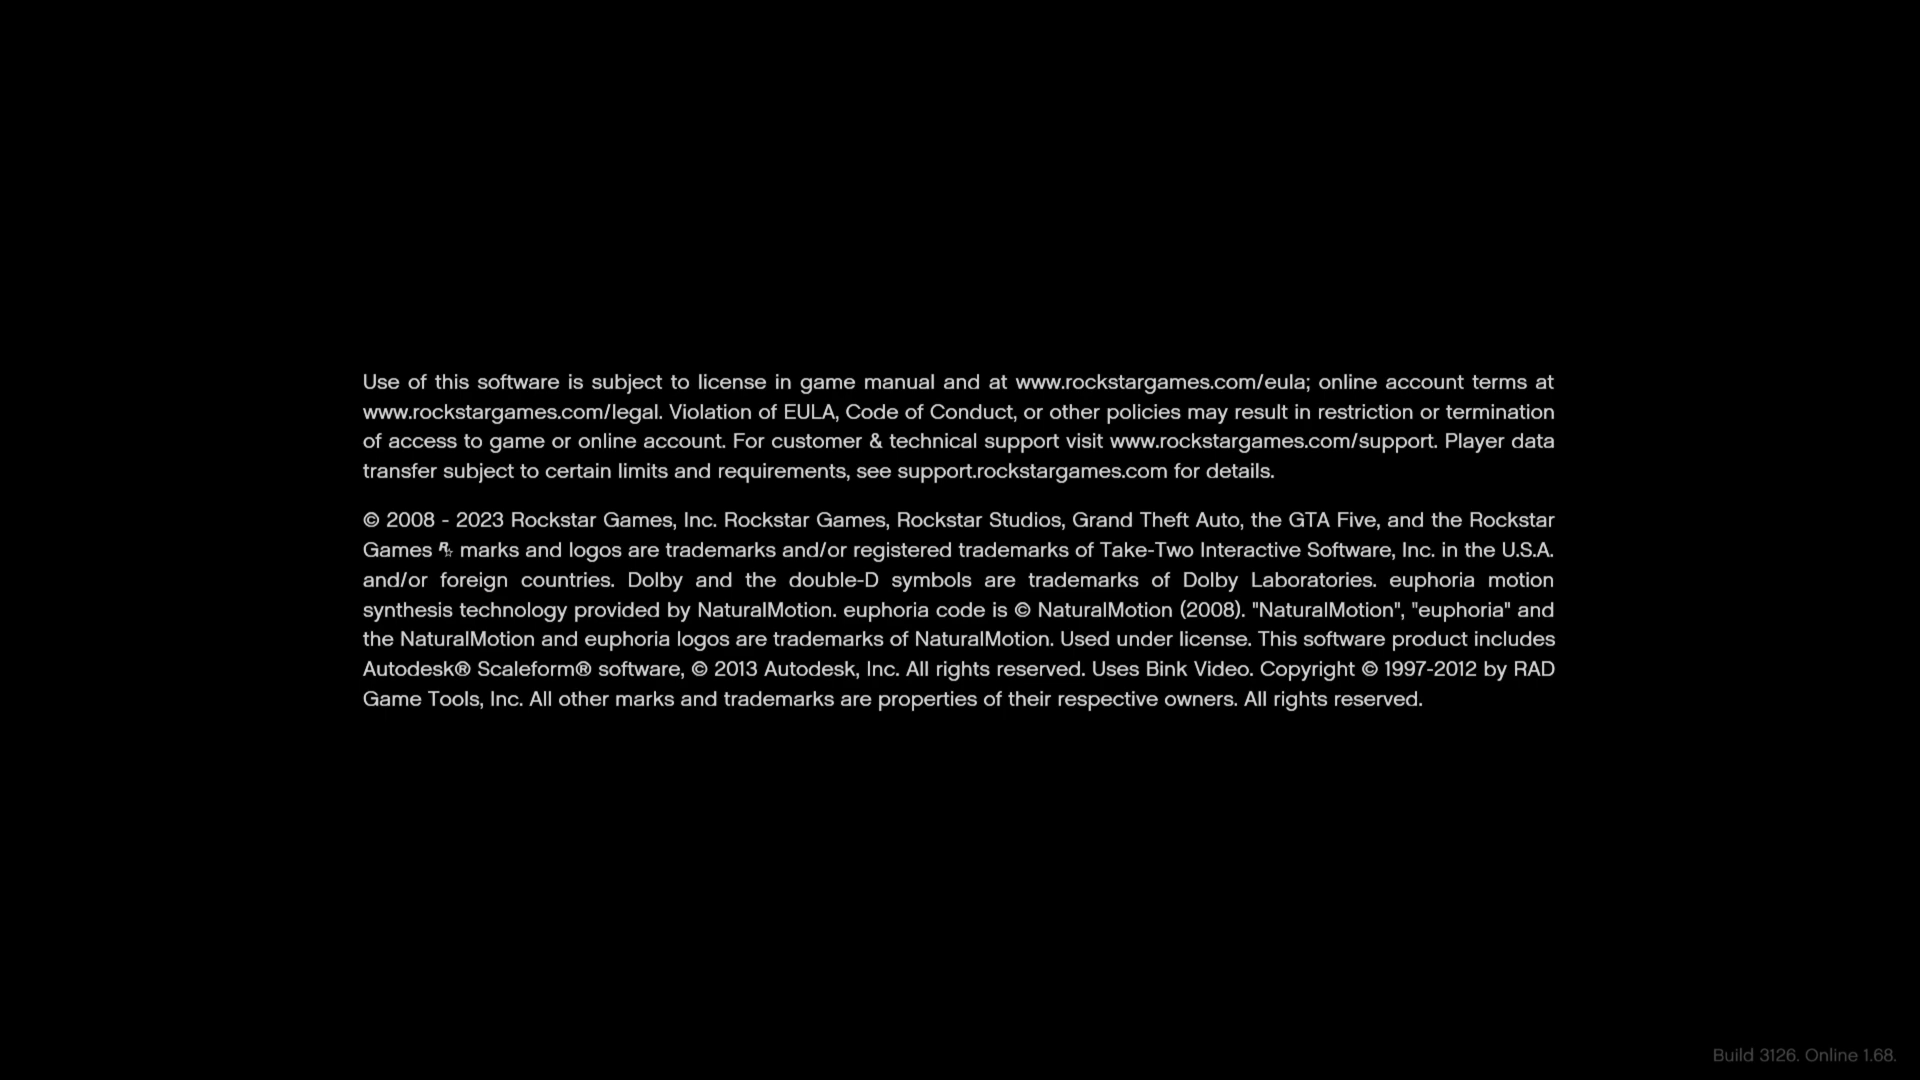 Use of this software is subject to license in game manual and at www.rockstargames.com/eula; online account terms at
www.rockstargames.com/legal. Violation of EULA, Code of Conduct, or other policies may result in restriction or termination
of access to game or online account. For customer & technical support visit www.rockstargames.com/support. Player data
transfer subject to certain limits and requirements, see support.rockstargames.com for details.
© 2008 - 2023 Rockstar Games, Inc. Rockstar Games, Rockstar Studios, Grand Theft Auto, the GTA Five, and the Rockstar
Games R* marks and logos are trademarks and/or registered trademarks of Take-Two Interactive Software, Inc. in the U.S.A.
and/or foreign countries. Dolby and the double-D symbols are trademarks of Dolby Laboratories. euphoria motion
synthesis technology provided by NaturalMotion. euphoria code is © NaturalMotion (2008). "NaturalMotion", "euphoria" and
the NaturalMotion and euphoria logos are trademarks of NaturalMotion. Used under license. This software product includes
Autodesk® Scaleform® software, © 2013 Autodesk, Inc. All rights reserved. Uses Bink Video. Copyright © 1997-2012 by RAD
Game Tools, Inc. All other marks and trademarks are properties of their respective owners. All rights reserved.
Build 3126. Online 1.68.